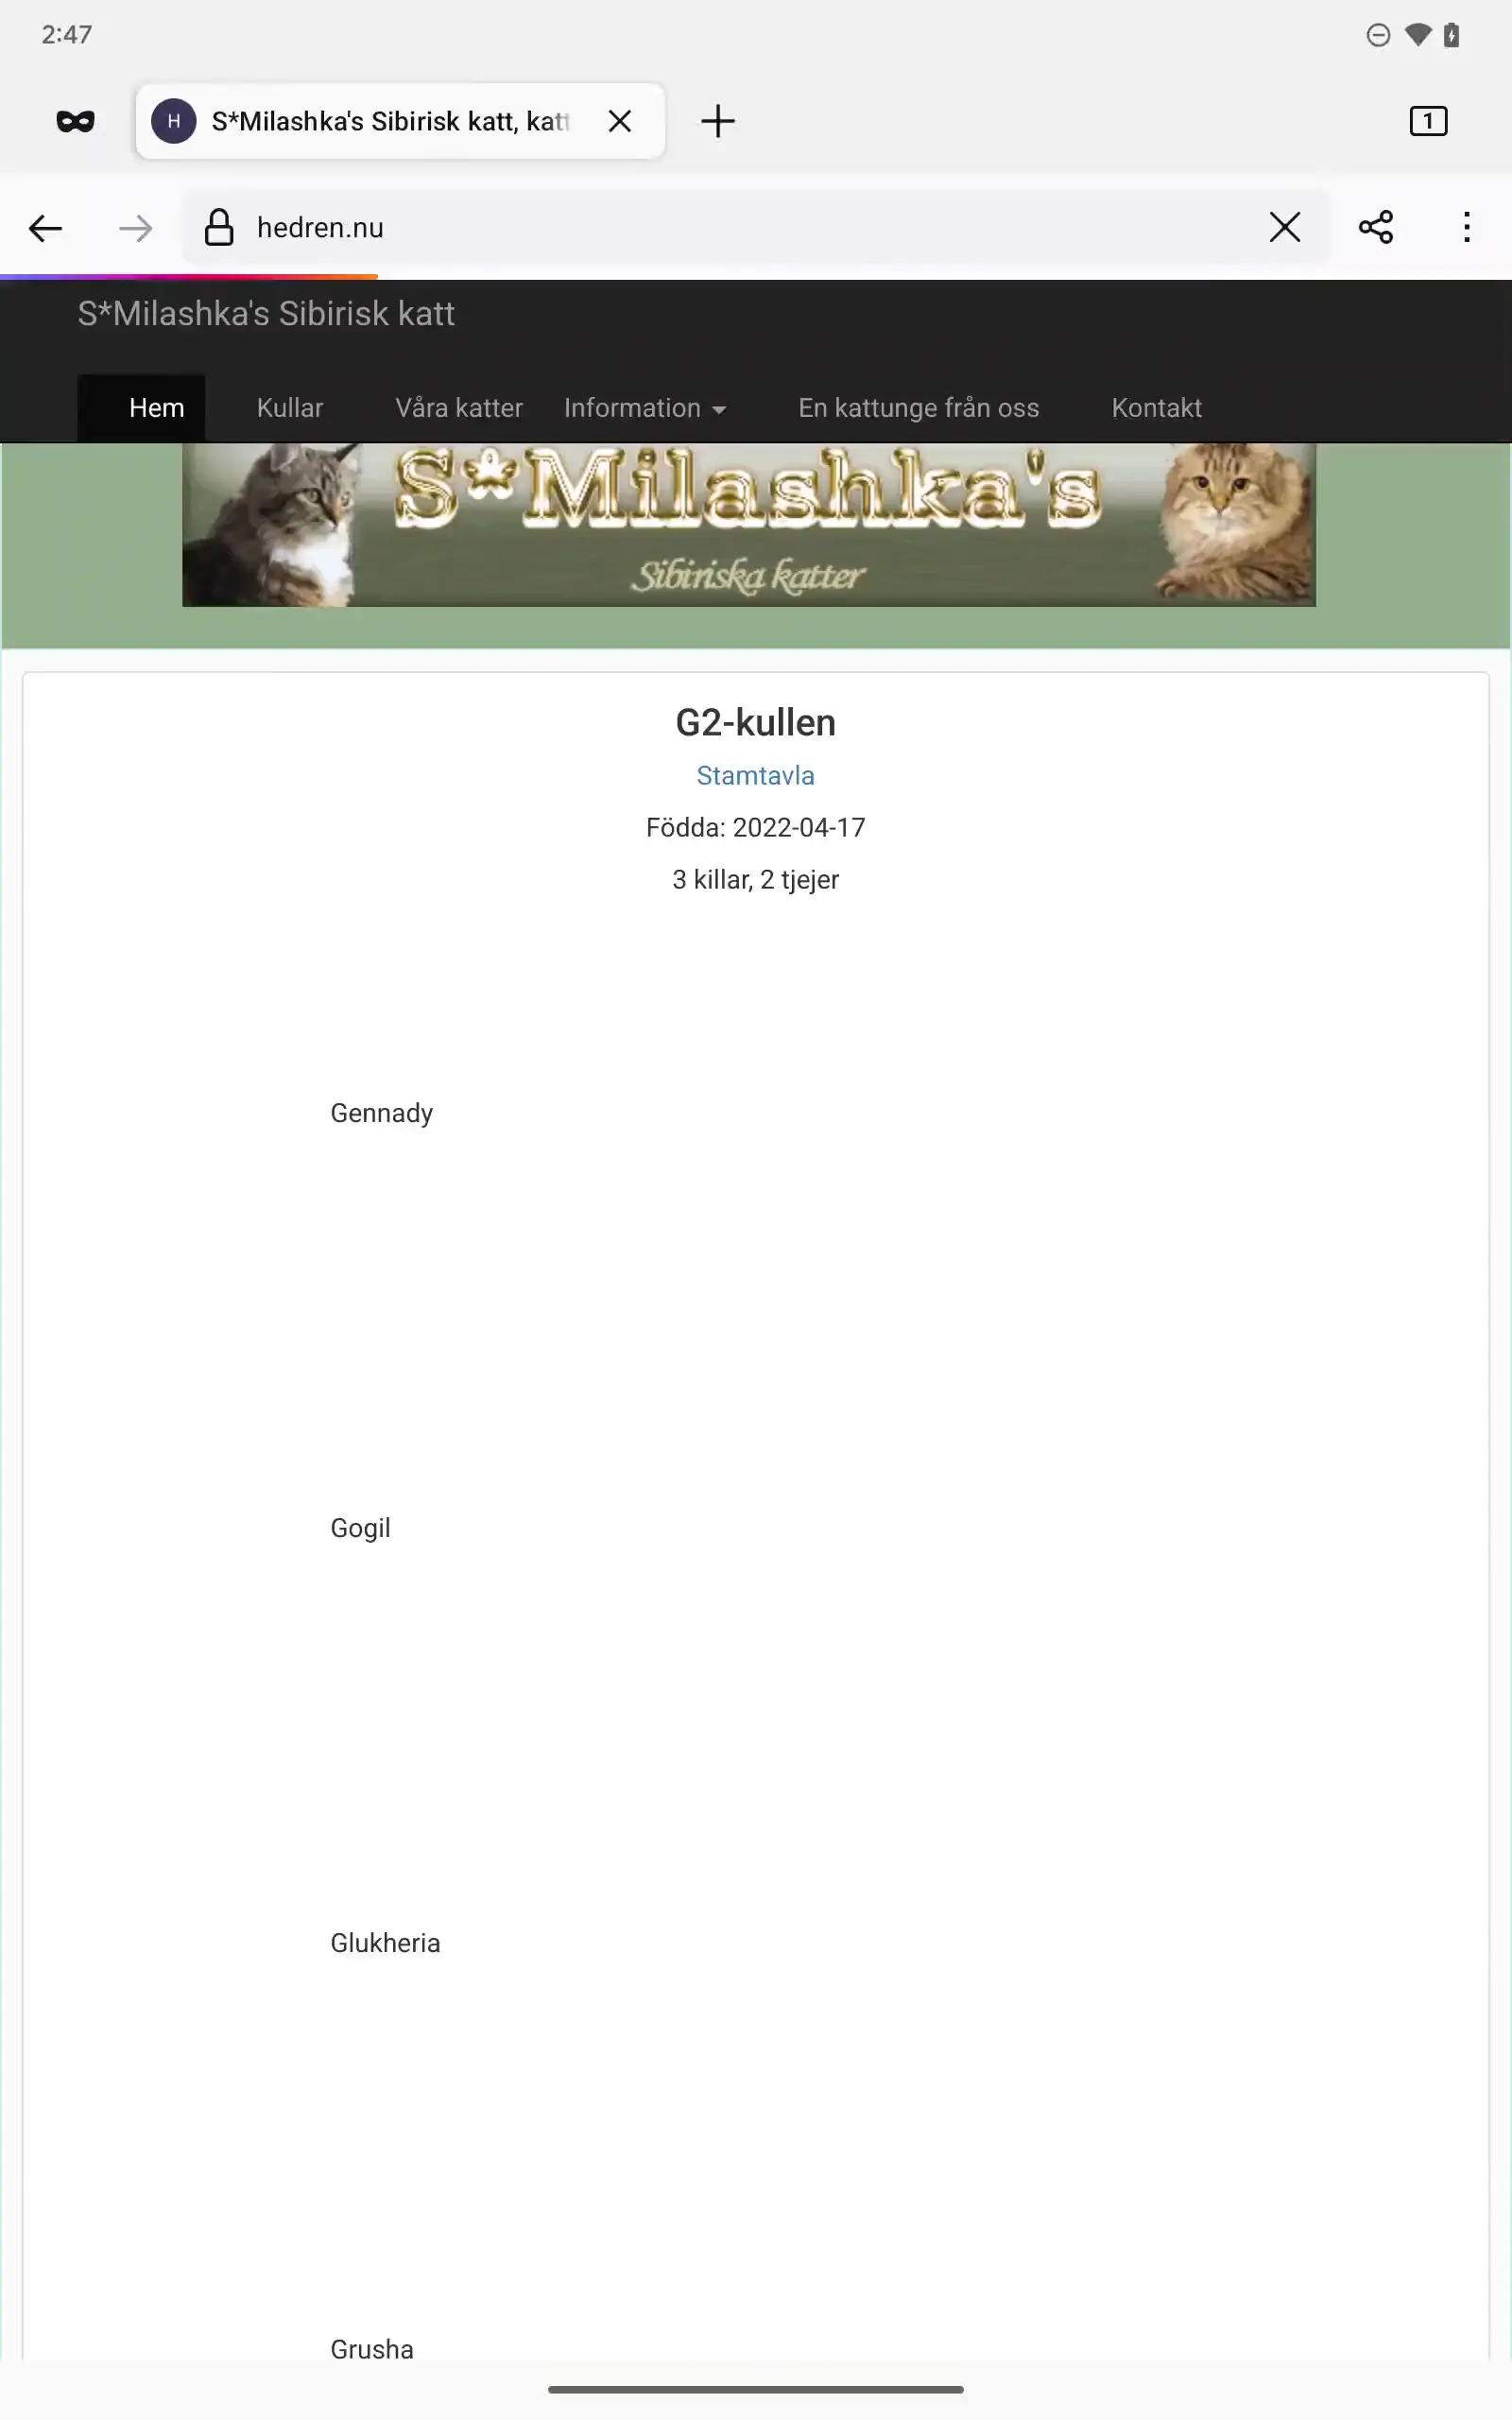 2:47
H
S*Milashka's Sibirisk katt, katt
1
hedren.nu
S*Milashka's Sibirisk katt
Hem
Kullar
Våra katter
Information
En kattunge från oss
Kontakt
S*Milashka's
Sibiriska katter
G2-kullen
Stamtavla
Födda: 2022-04-17
3 killar, 2 tjejer
Gennady
Gogil
Glukheria
Grusha